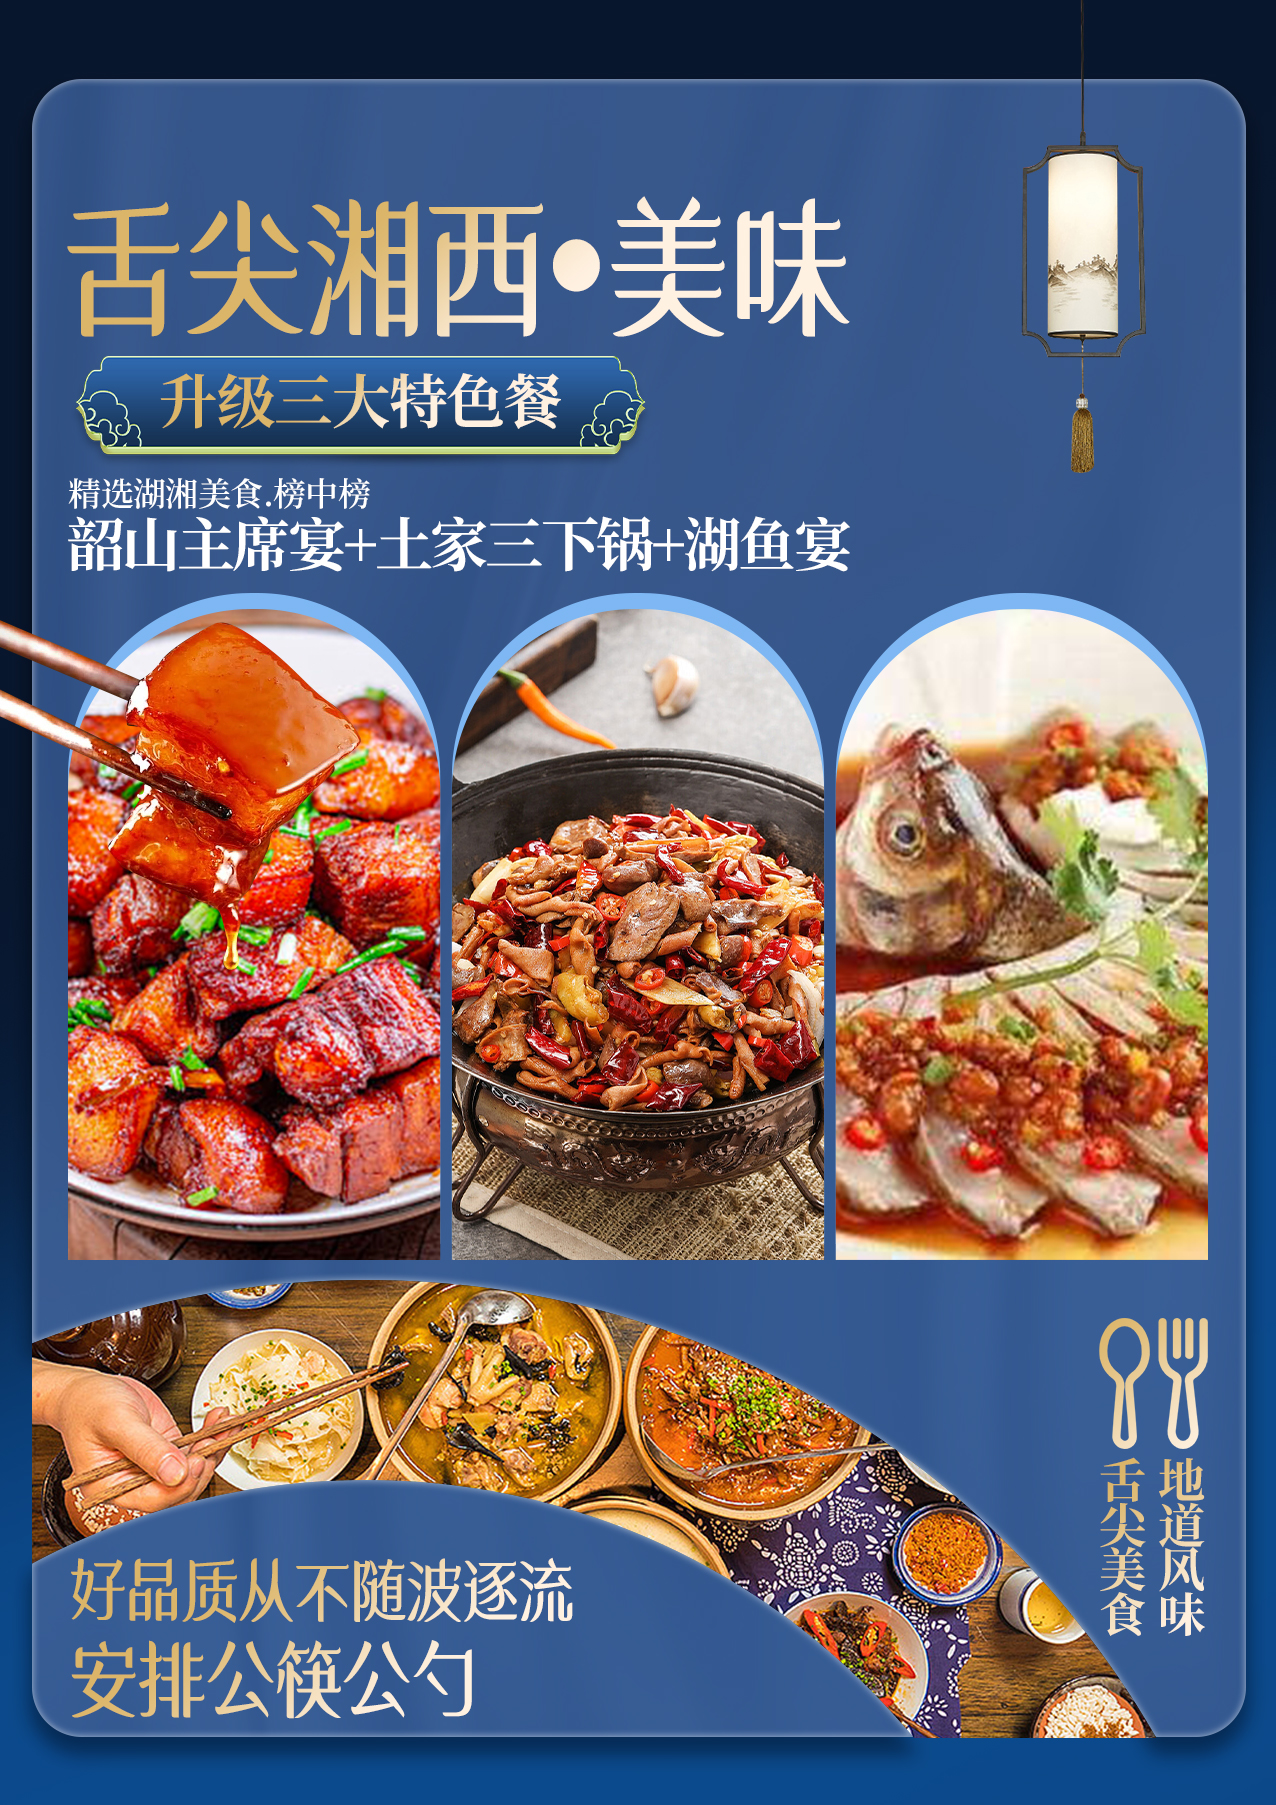 舌尖湘西•美味
升级三大特色餐
精选湖湘美食.榜中榜
韶山主席宴+土家三下锅+湖鱼宴
地道风味
舌尖美食
好品质从不随波逐流
安排公筷公勺